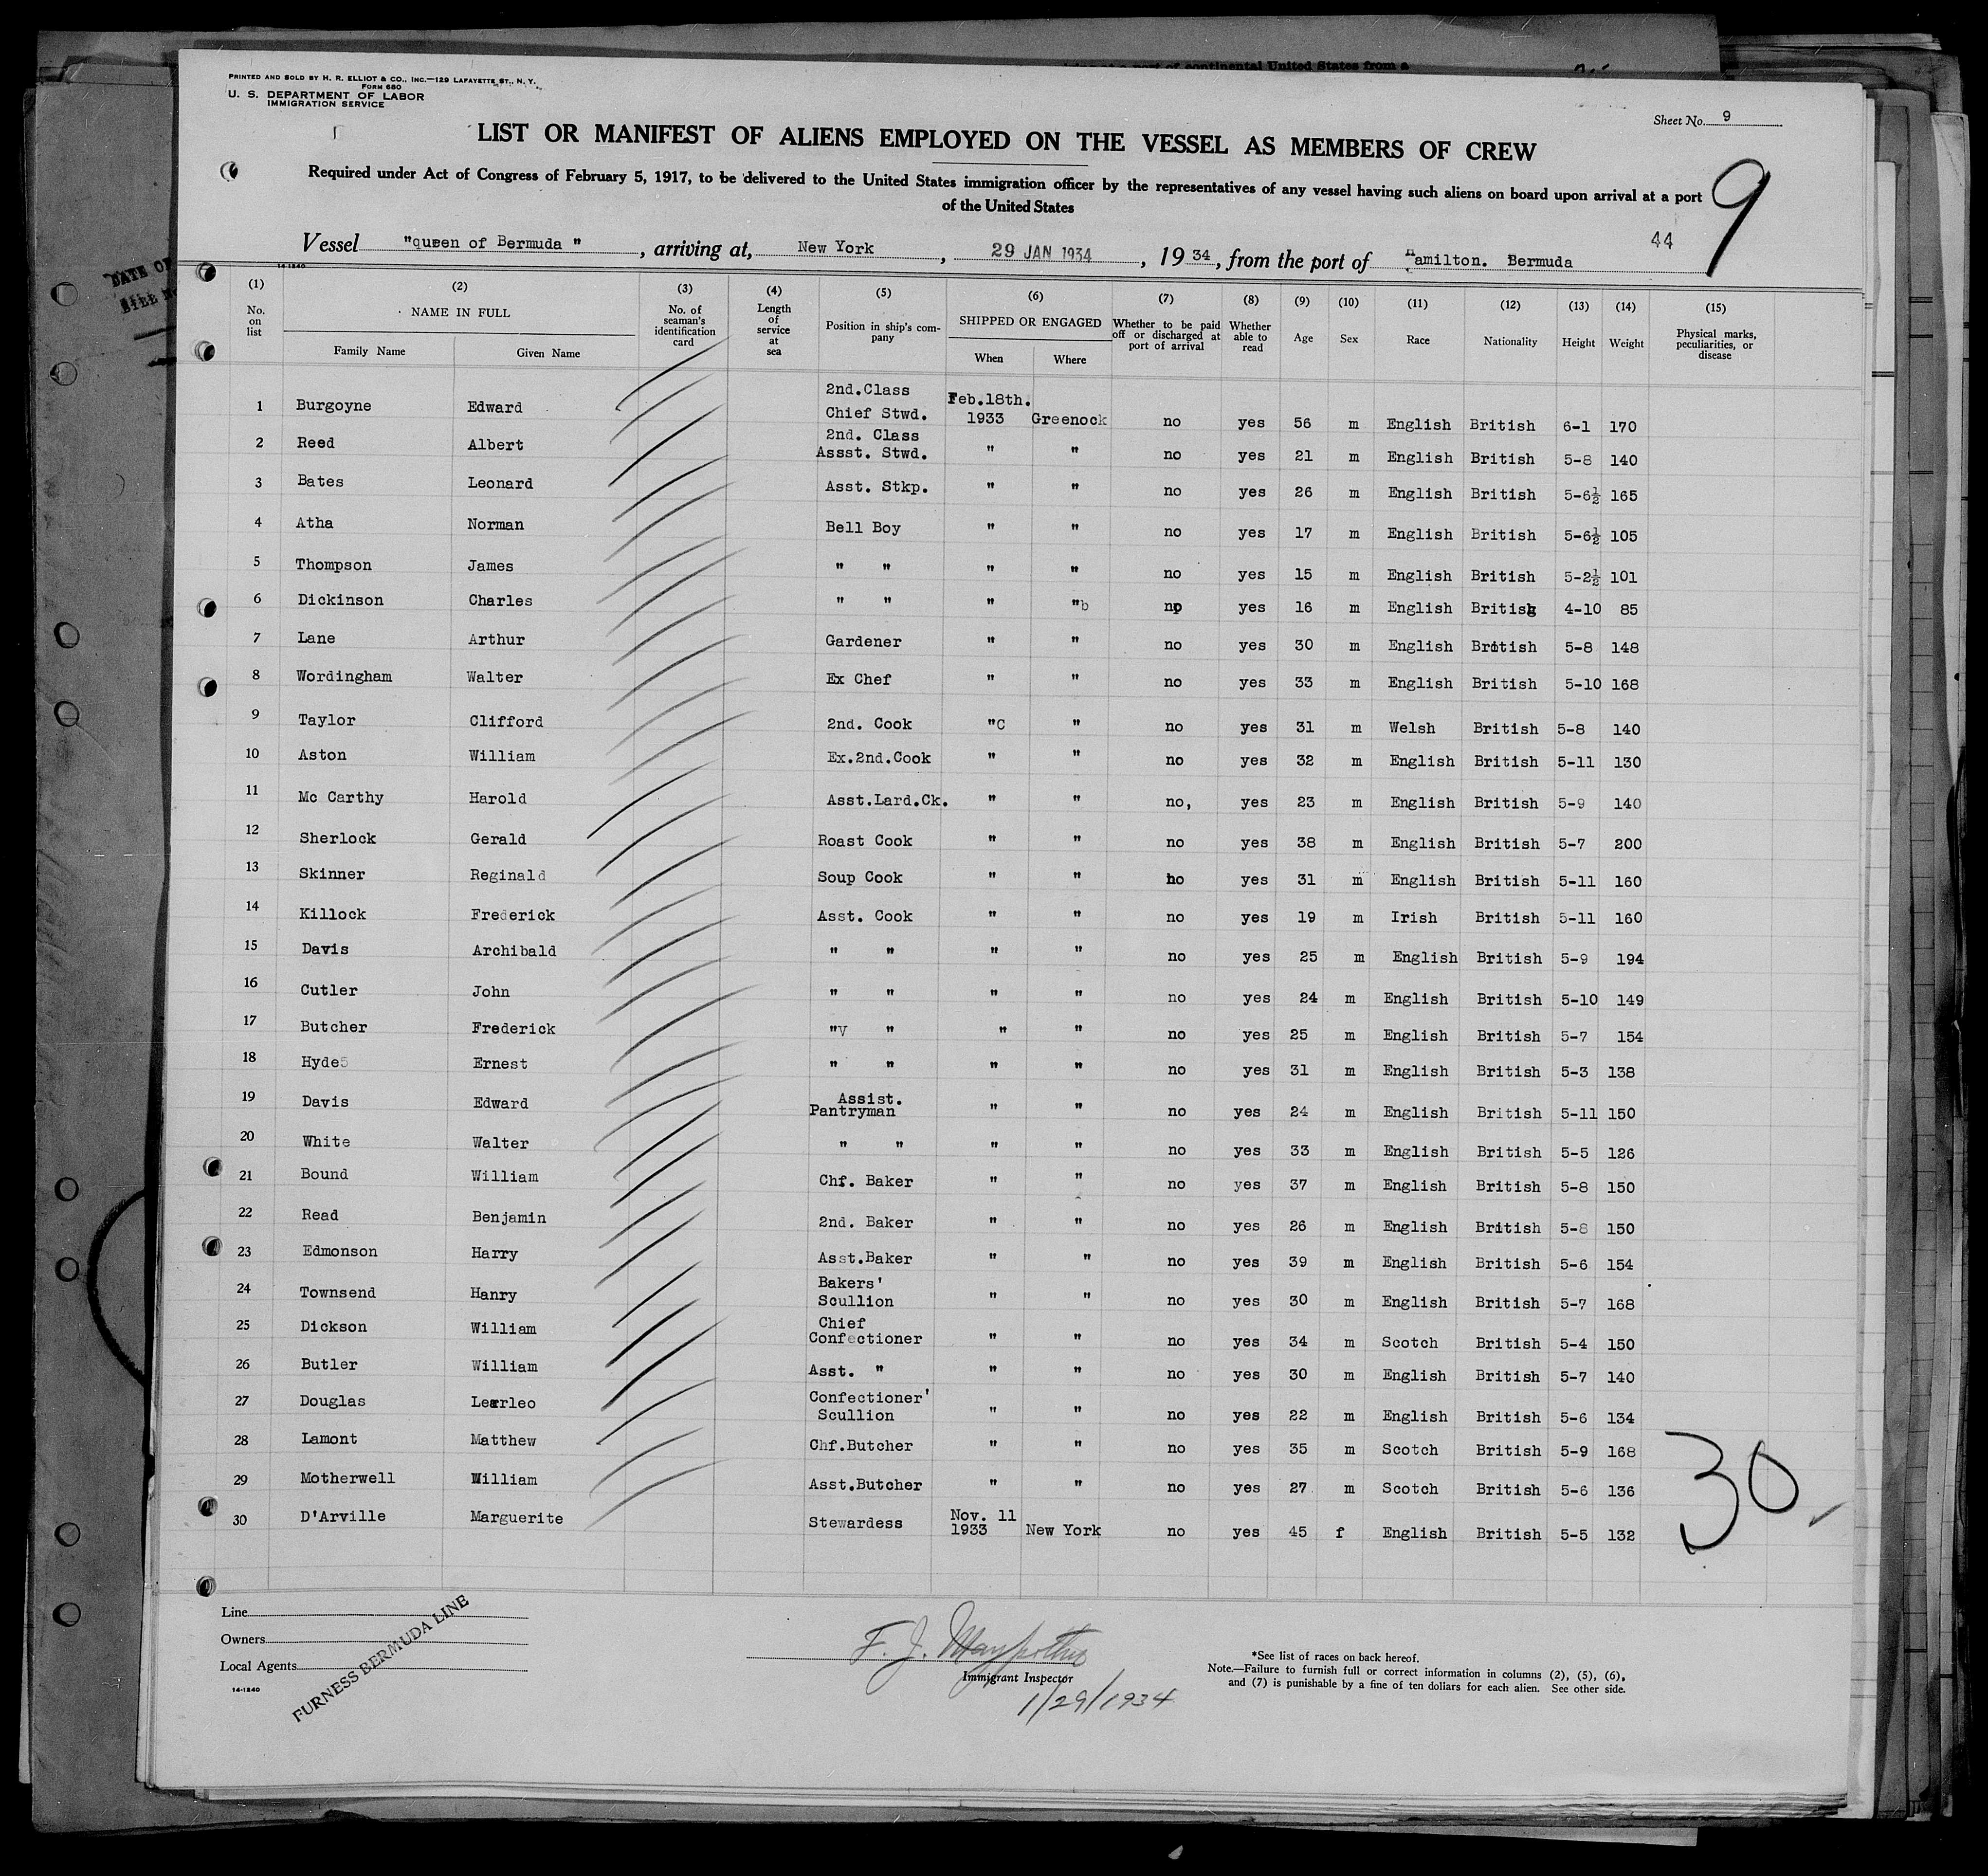 PRINTED AND SOLD BY H. R. ELLIOT & CO., INC.—129 LAFAYETTE ST., N. Y.
FORM 680
U. S. DEPARTMENT OF LABOR
IMMIGRATION SERVICE
Sheet No. 9
LIST OR MANIFEST OF ALIENS EMPLOYED ON THE VESSEL AS MEMBERS OF CREW
9
Required under Act of Congress of February 5, 1917, to be delivered to the United States immigration officer by the representatives of any vessel having such aliens on board upon arrival at a port
of the United States
44
Vessel "queen of Bermuda ", arriving at, New York, 29 JAN 1934, 1934, from the port of Hamilton. Bermuda
14-1240
(1) (2) (3) (4) (5) (6) (7) (8) (9) (10) (11) (12) (13) (14) (15)
No. on list NAME IN FULL Family Name Given Name No. of seaman's identification card Length of service at sea Position in ship's company SHIPPED OR ENGAGED When Where Whether to be paid off or discharged at port of arrival Whether able to read Age Sex Race Nationality Height Weight Physical marks, peculiarities, or disease
1 Burgoyne Edward 2nd.Class Chief Stwd. Feb.18th. 1933 Greenock no yes 56 m English British 6-1 170
2 Reed Albert 2nd. Class Assst. Stwd. " " no yes 21 m English British 5-8 140
3 Bates Leonard Asst. Stkp. " " no yes 26 m English British 5-6½ 165
4 Atha Norman Bell Boy " " no yes 17 m English British 5-6½ 105
5 Thompson James " " " " no yes 15 m English British 5-2½ 101
6 Dickinson Charles " " " "b np yes 16 m English British 4-10 85
7 Lane Arthur Gardener " " no yes 30 m English British 5-8 148
8 Wordingham Walter Ex Chef " " no yes 33 m English British 5-10 168
9 Taylor Clifford 2nd. Cook "C " no yes 31 m Welsh British 5-8 140
10 Aston William Ex.2nd.Cook " " no yes 32 m English British 5-11 130
11 Mc Carthy Harold Asst.Lard.Ck. " " no, yes 23 m English British 5-9 140
12 Sherlock Gerald Roast Cook " " no yes 38 m English British 5-7 200
13 Skinner Reginald Soup Cook " " no yes 31 m English British 5-11 160
14 Killock Frederick Asst. Cook " " no yes 19 m Irish British 5-11 160
15 Davis Archibald " " " " no yes 25 m English British 5-9 194
16 Cutler John " " " " no yes 24 m English British 5-10 149
17 Butcher Frederick "V " " " no yes 25 m English British 5-7 154
18 Hyde5 Ernest " " " " no yes 31 m English British 5-3 138
19 Davis Edward Assist. Pantryman " " no yes 24 m English British 5-11 150
20 White Walter " " " " no yes 33 m English British 5-5 126
21 Bound William Chf. Baker " " no yes 37 m English British 5-8 150
22 Read Benjamin 2nd. Baker " " no yes 26 m English British 5-8 150
23 Edmonson Harry Asst.Baker " " no yes 39 m English British 5-6 154
24 Townsend Hanry Bakers' Scullion " " no yes 30 m English British 5-7 168
25 Dickson William Chief Confectioner " " no yes 34 m Scotch British 5-4 150
26 Butler William Asst. " " " no yes 30 m English British 5-7 140
27 Douglas Confectioner' Scullion " " no yes 22 m English British 5-6 134
28 Lamont Matthew Chf.Butcher " " no yes 35 m Scotch British 5-9 168
29 Motherwell William Asst.Butcher " " no yes 27 m Scotch British 5-6 136
30 D'Arville Marguerite Stewardess Nov. 11 1933 New York no yes 45 f English British 5-5 132
30
Line
Owners
Local Agents
14-1240
FURNESS BERMUDA LINE
F. J.
Immigrant Inspector
1/29/1934
*See list of races on back hereof.
Note.—Failure to furnish full or correct information in columns (2), (5), (6),
and (7) is punishable by a fine of ten dollars for each alien. See other side.